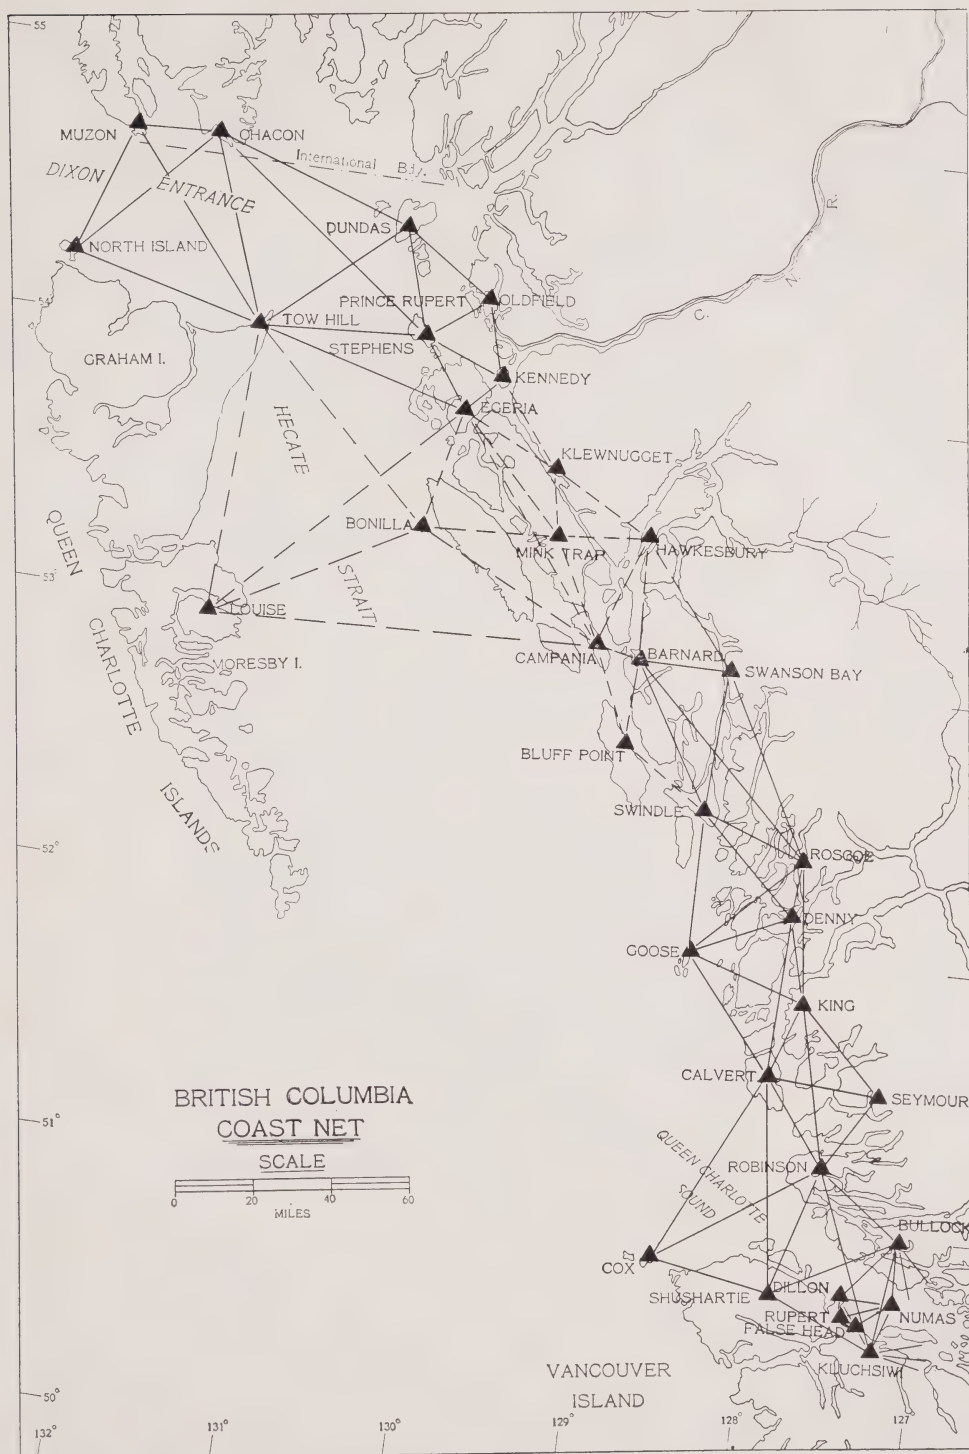 55
MUZON
CHACON
International Bdy.
DIXON
ENTRANCE
DUNDAS
R.
NORTH ISLAND
N.
54
PRINCE RUPERT
OLDFIELD
C.
TOW HILL
STEPHENS
GRAHAM I.
KENNEDY
EGERIA
HECATE
KLEWNUGGET
QUEEN
BONILLA
MINK TRAP
HAWKESBURY
53°
STRAIT
LOUISE
CHARLOTTE
MORESBY I.
CAMPANIA
BARNARD
SWANSON BAY
BLUFF POINT
ISLANDS
SWINDLE
52°
ROSCOE
DENNY
GOOSE
KING
CALVERT
BRITISH COLUMBIA
COAST NET
SCALE
0 20 40 60
MILES
SEYMOUR
51°
QUEEN CHARLOTTE
SOUND
ROBINSON
BULLOCK
COX
SHUSHARTIE
DILLON
RUPERT
NUMAS
FALSE HEAD
KLUCHSIWI
VANCOUVER
ISLAND
50°
132° 131° 130° 129° 128° 127°